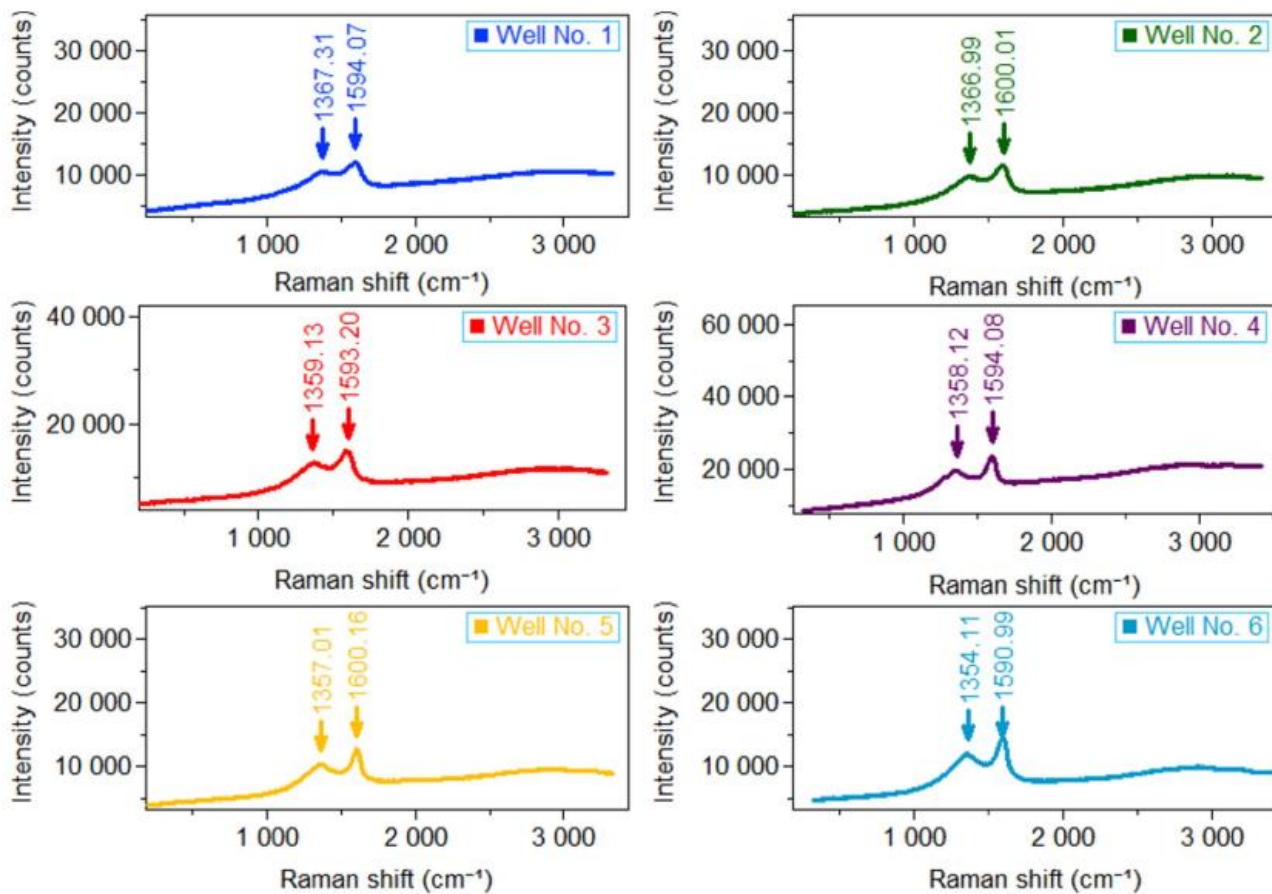 Intensity (counts)
30 000
20 000
10 000
1367.31
1594.07
Well No. 1
1 000 2 000 3 000
Raman shift (cm⁻¹)
Intensity (counts)
30 000
20 000
10 000
1366.99
1600.01
Well No. 2
1 000 2 000 3 000
Raman shift (cm⁻¹)
Intensity (counts)
40 000
20 000
1359.13
1593.20
Well No. 3
1 000 2 000 3 000
Raman shift (cm⁻¹)
Intensity (counts)
60 000
40 000
20 000
1358.12
1594.08
Well No. 4
1 000 2 000 3 000
Raman shift (cm⁻¹)
Intensity (counts)
30 000
20 000
10 000
1357.01
1600.16
Well No. 5
1 000 2 000 3 000
Raman shift (cm⁻¹)
Intensity (counts)
30 000
20 000
10 000
1354.11
1590.99
Well No. 6
1 000 2 000 3 000
Raman shift (cm⁻¹)